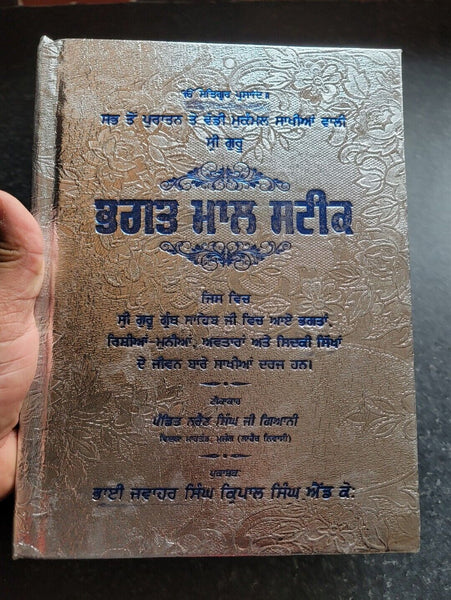 ੴ ਸਤਿਗੁਰ ਪ੍ਰਸਾਦਿ॥
ਸਭ ਤੋਂ ਪੁਰਾਤਨ ਤੇ ਵੱਡੀ ਮੁਕੰਮਲ ਸਾਖੀਆਂ ਵਾਲੀ
ਸ੍ਰੀ ਗੁਰੂ
ਭਗਤ ਮਾਲ ਸਟੀਕ
ਜਿਸ ਵਿਚ
ਸ੍ਰੀ ਗੁਰੂ ਗ੍ਰੰਥ ਸਾਹਿਬ ਜੀ ਵਿਚ ਆਏ ਭਗਤਾਂ,
ਰਿਸ਼ੀਆਂ-ਮੁਨੀਆਂ, ਅਵਤਾਰਾਂ ਅਤੇ ਸਿਦਕੀ ਸਿੰਘਾਂ
ਦੇ ਜੀਵਨ ਬਾਰੇ ਸਾਖੀਆਂ ਦਰਜ ਹਨ।
ਟੀਕਾਕਾਰ
ਪੰਡਿਤ ਨਰੈਣ ਸਿੰਘ ਜੀ ਗਿਆਨੀ
ਮੁਜੰਗ (ਲਾਹੌਰ ਨਿਵਾਸੀ)
ਪ੍ਰਕਾਸ਼ਕ:
ਭਾਈ ਜਵਾਹਰ ਸਿੰਘ ਕ੍ਰਿਪਾਲ ਸਿੰਘ ਐਂਡ ਕੋ: